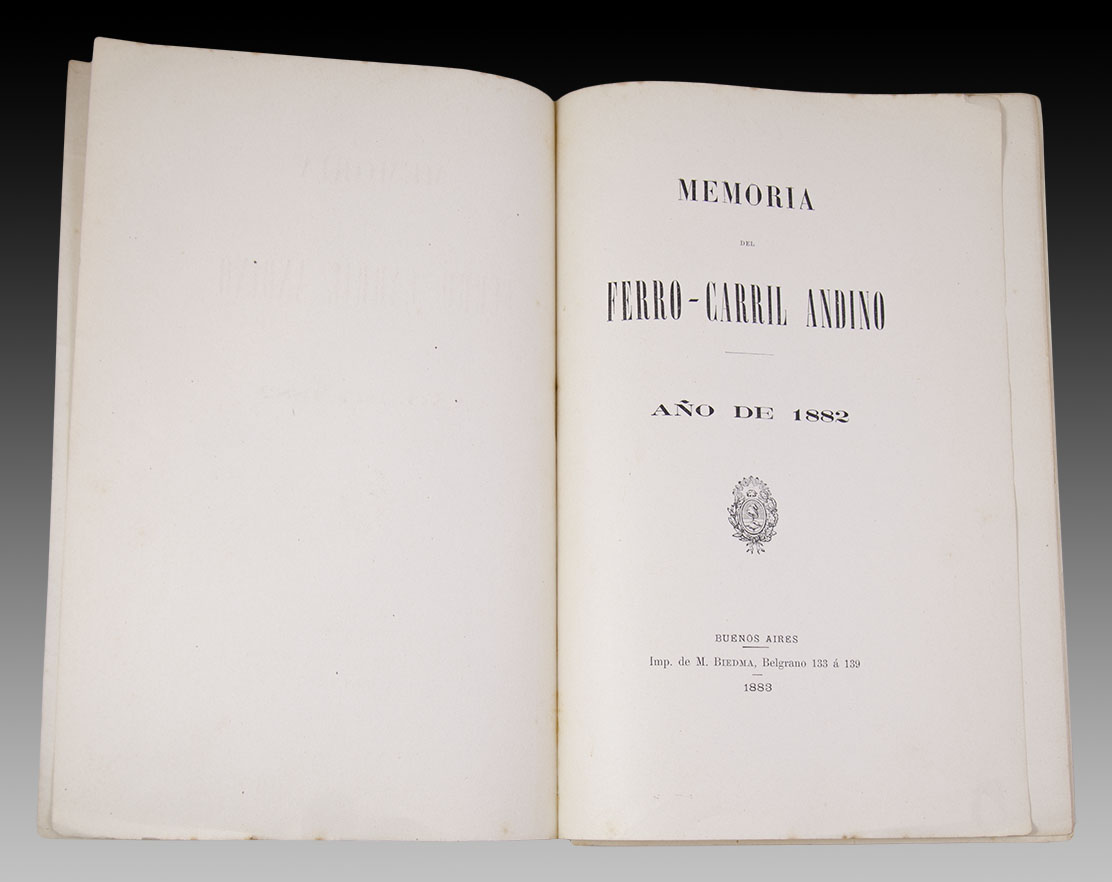 MEMORIA
DEL
FERRO-CARRIL ANDINO
AÑO DE 1882
BUENOS AIRES
Imp. de M. BIEDMA, Belgrano 133 á 139
1883